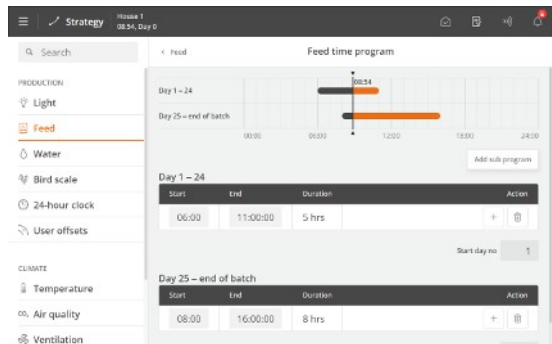 Strategy
House 1
08:54, Day 0
Search
PRODUCTION
Light
Feed
Water
Bird scale
24-hour clock
User offsets
CLIMATE
Temperature
CO₂ Air quality
Ventilation
Feed
Feed time program
08:54
Day 1 – 24
Day 25 – end of batch
00:00 06:00 12:00 18:00 24:00
Add sub program
Day 1 – 24
Start End Duration Action
06:00 11:00:00 5 hrs
Start day no 1
Day 25 – end of batch
Start End Duration Action
08:00 16:00:00 8 hrs